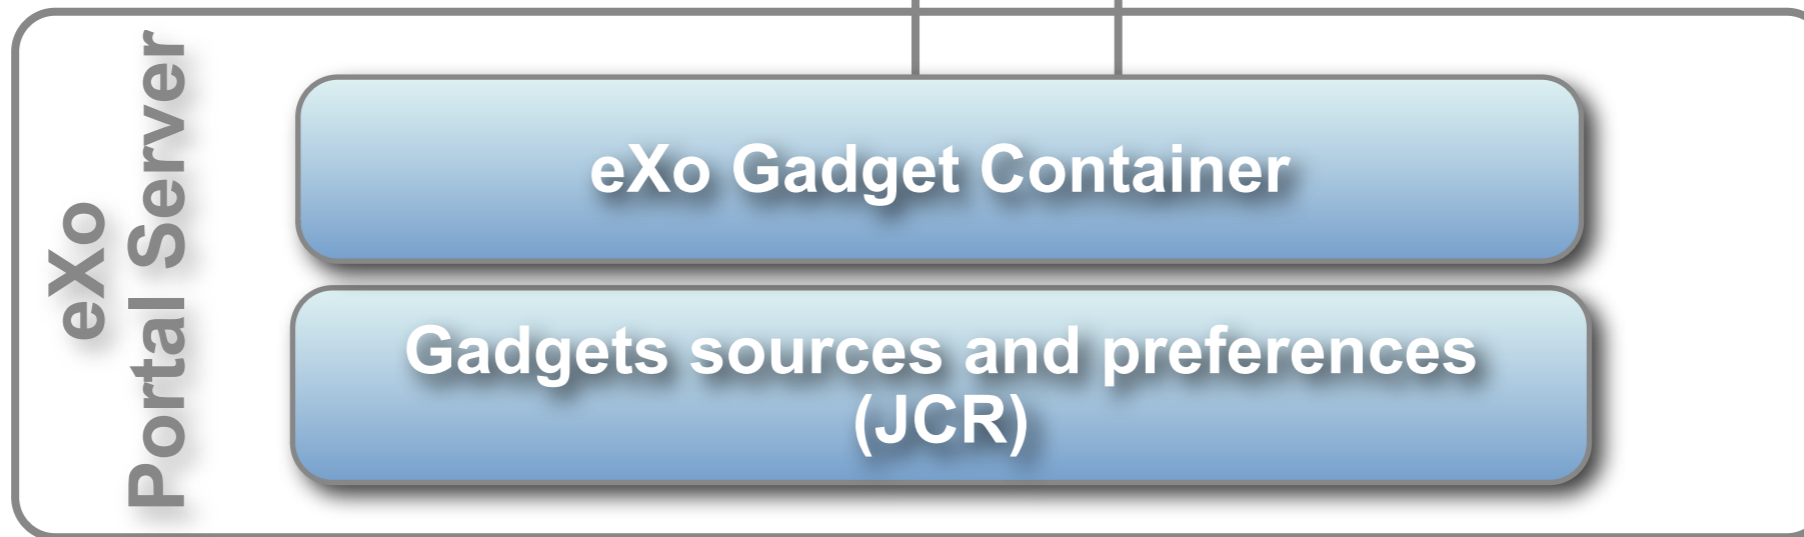 eXo
Portal Server
eXo Gadget Container
Gadgets sources and preferences
(JCR)